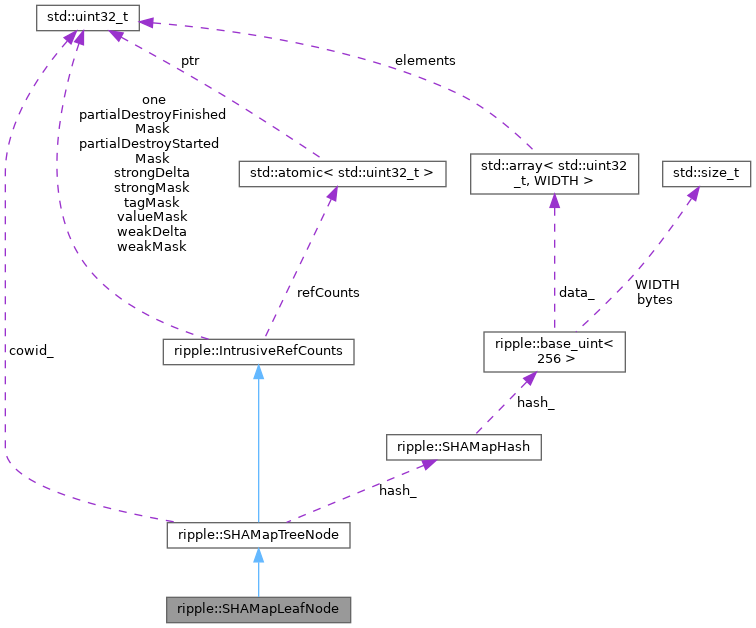 std::uint32_t
ptr
elements
one
partialDestroyFinished
Mask
partialDestroyStarted
Mask
strongDelta
strongMask
tagMask
valueMask
weakDelta
weakMask
std::atomic< std::uint32_t >
std::array< std::uint32
_t, WIDTH >
std::size_t
refCounts
data_
WIDTH
bytes
cowid_
ripple::IntrusiveRefCounts
ripple::base_uint<
256 >
hash_
ripple::SHAMapHash
hash_
ripple::SHAMapTreeNode
ripple::SHAMapLeafNode